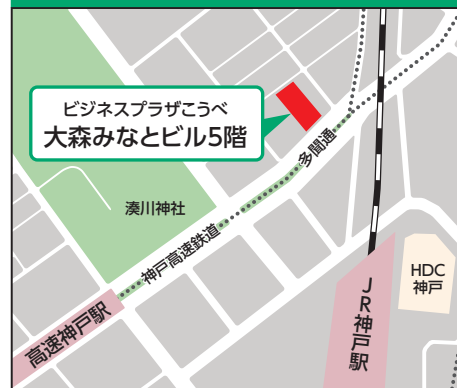 ビジネスプラザこうべ
大森みなとビル5階
多聞通
湊川神社
神戸高速鉄道
高速神戸駅
JR神戸駅
HDC
神戸